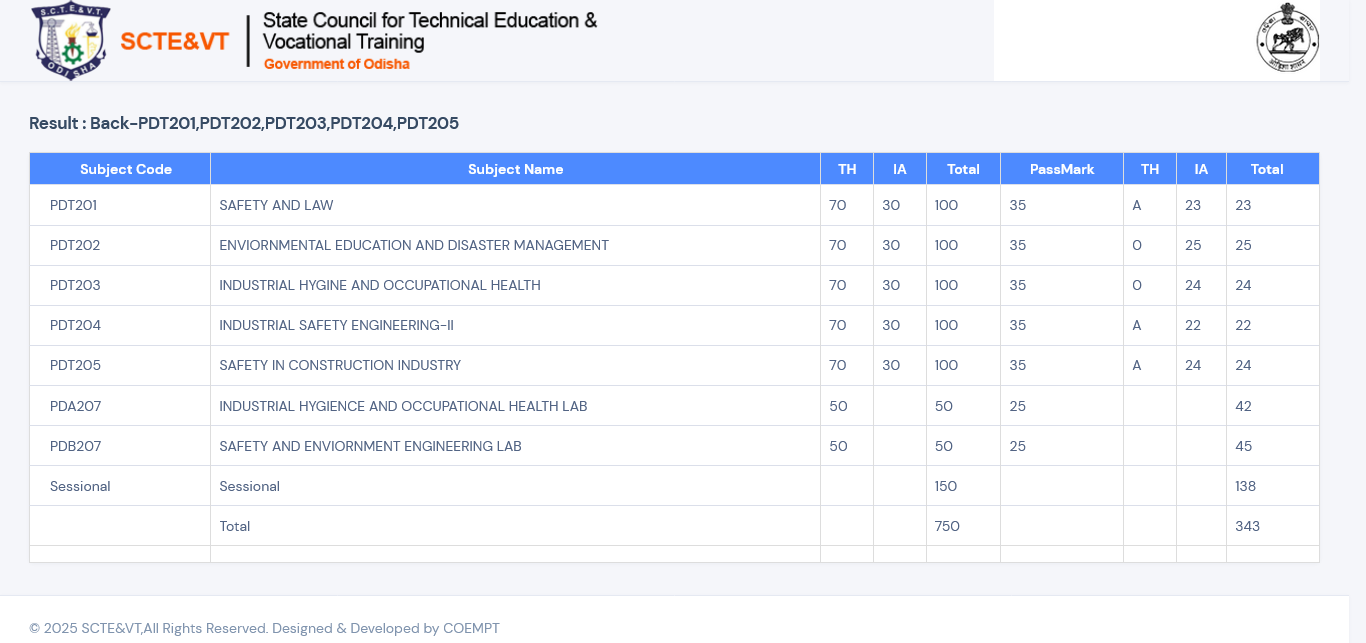 S.C.T.E.&V.T.
ODISHA
SCTE&VT
State Council for Technical Education &
Vocational Training
Government of Odisha
Result : Back-PDT201,PDT202,PDT203,PDT204,PDT205
Subject Code Subject Name TH IA Total PassMark TH IA Total
PDT201 SAFETY AND LAW 70 30 100 35 A 23 23
PDT202 ENVIORNMENTAL EDUCATION AND DISASTER MANAGEMENT 70 30 100 35 0 25 25
PDT203 INDUSTRIAL HYGINE AND OCCUPATIONAL HEALTH 70 30 100 35 0 24 24
PDT204 INDUSTRIAL SAFETY ENGINEERING-II 70 30 100 35 A 22 22
PDT205 SAFETY IN CONSTRUCTION INDUSTRY 70 30 100 35 A 24 24
PDA207 INDUSTRIAL HYGIENCE AND OCCUPATIONAL HEALTH LAB 50 50 25 42
PDB207 SAFETY AND ENVIORNMENT ENGINEERING LAB 50 50 25 45
Sessional Sessional 150 138
Total 750 343
© 2025 SCTE&VT,All Rights Reserved. Designed & Developed by COEMPT